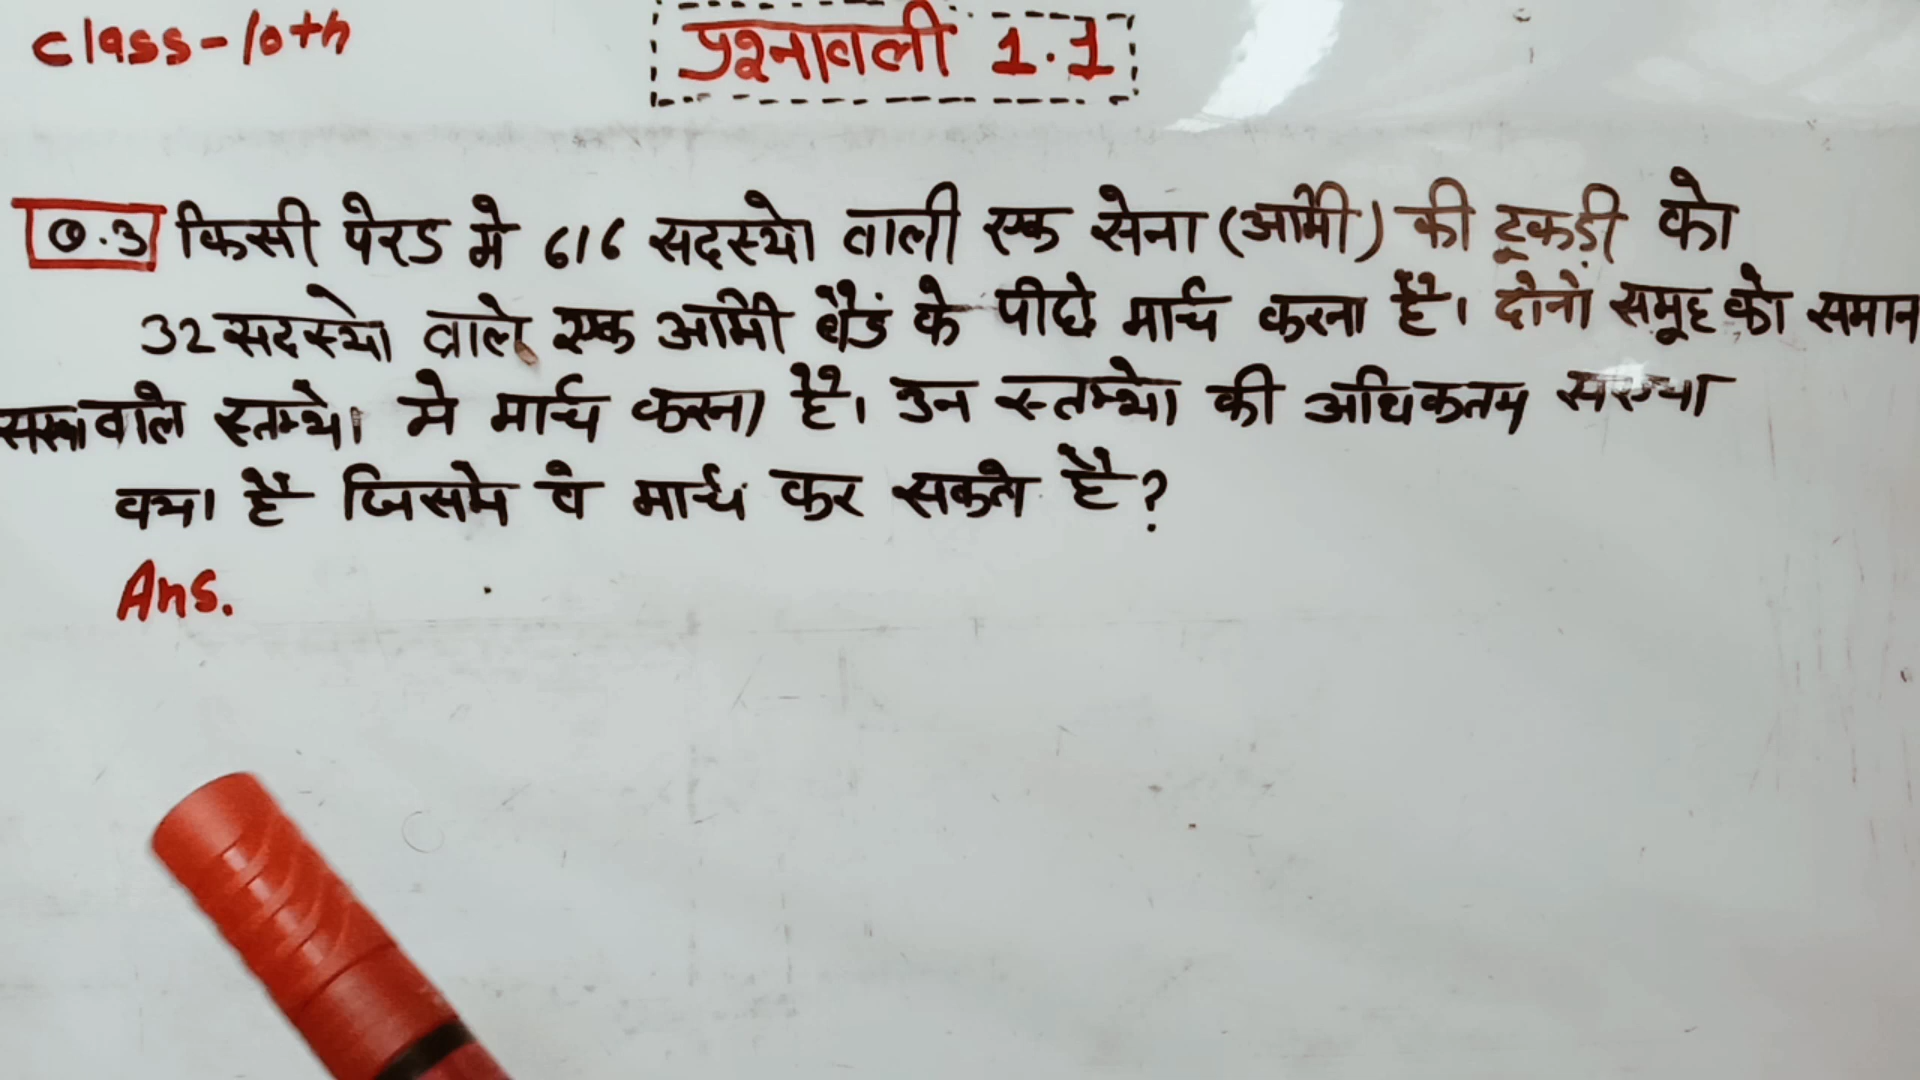 class-10th
प्रश्नावली 1.1
Q.3 किसी पेरड मे 616 सदस्यो वाली एक सेना (आर्मी) की टूकड़ी को
32 सदस्यो वाले एक आर्मी बैंड के पीछे मार्च करना है। दोनो समूह को समान
वाले स्तम्भो मे मार्च करना है। उन स्तम्भो की अधिकतम संख्या
क्या है जिसमे वे मार्च कर सकते है?
Ans.